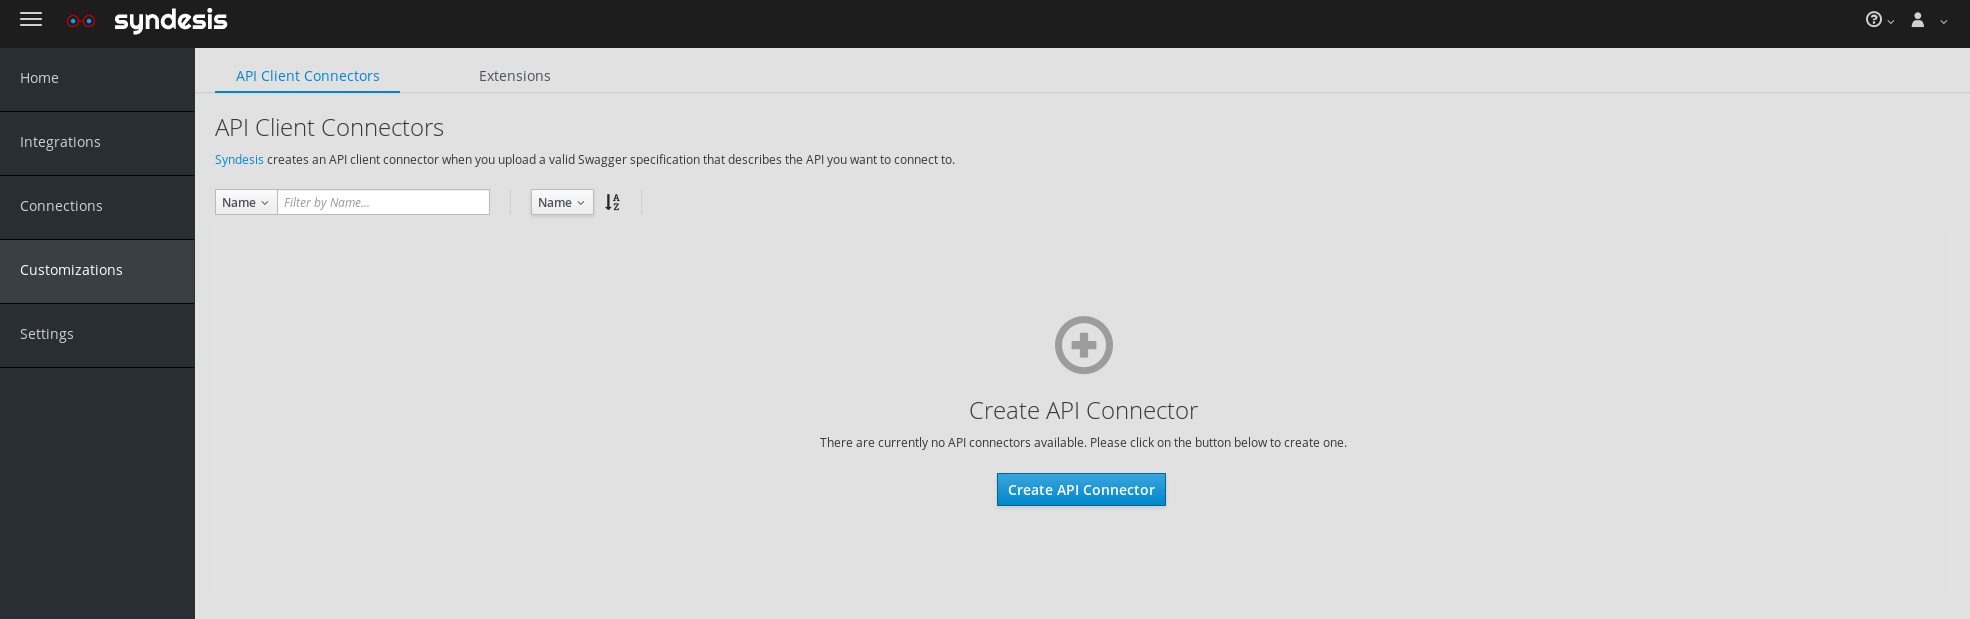 syndesis
Home
Integrations
Connections
Customizations
Settings
API Client Connectors
Extensions
API Client Connectors
Syndesis creates an API client connector when you upload a valid Swagger specification that describes the API you want to connect to.
Name
Filter by Name...
Name
A
Z
Create API Connector
There are currently no API connectors available. Please click on the button below to create one.
Create API Connector